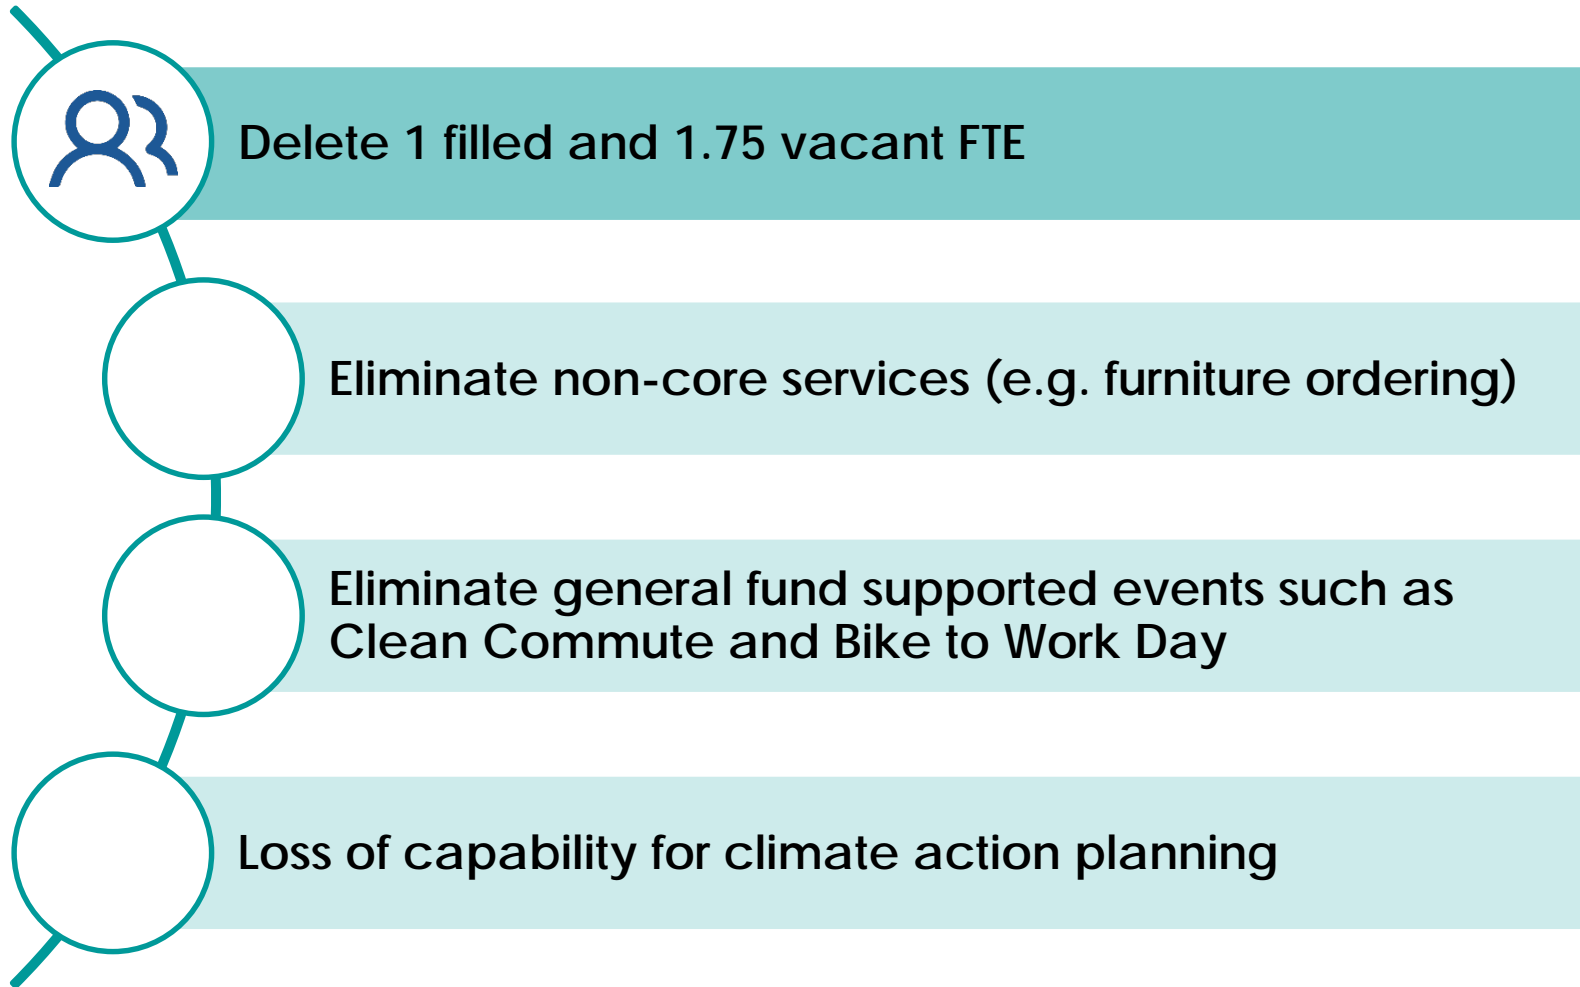 Delete 1 filled and 1.75 vacant FTE
Eliminate non-core services (e.g. furniture ordering)
Eliminate general fund supported events such as
Clean Commute and Bike to Work Day
Loss of capability for climate action planning